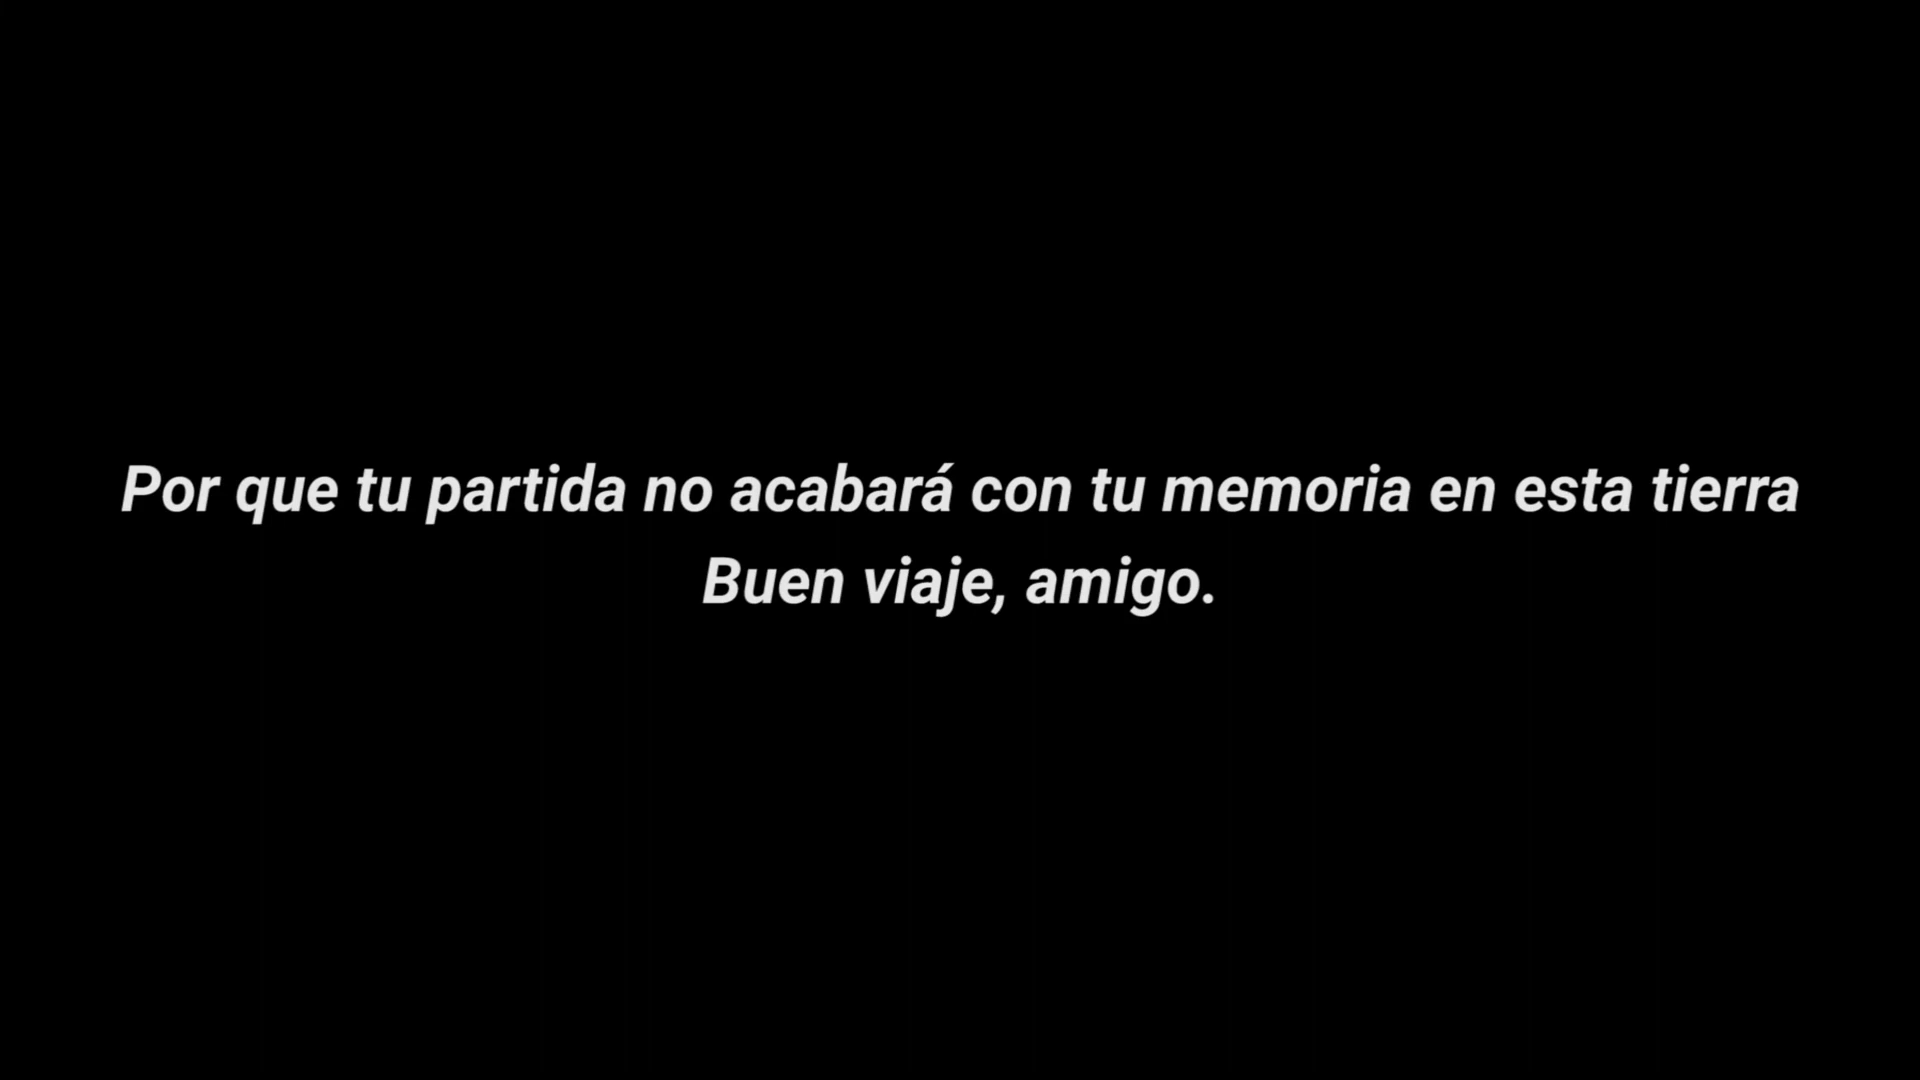 Por que tu partida no acabará con tu memoria en esta tierra
Buen viaje, amigo.